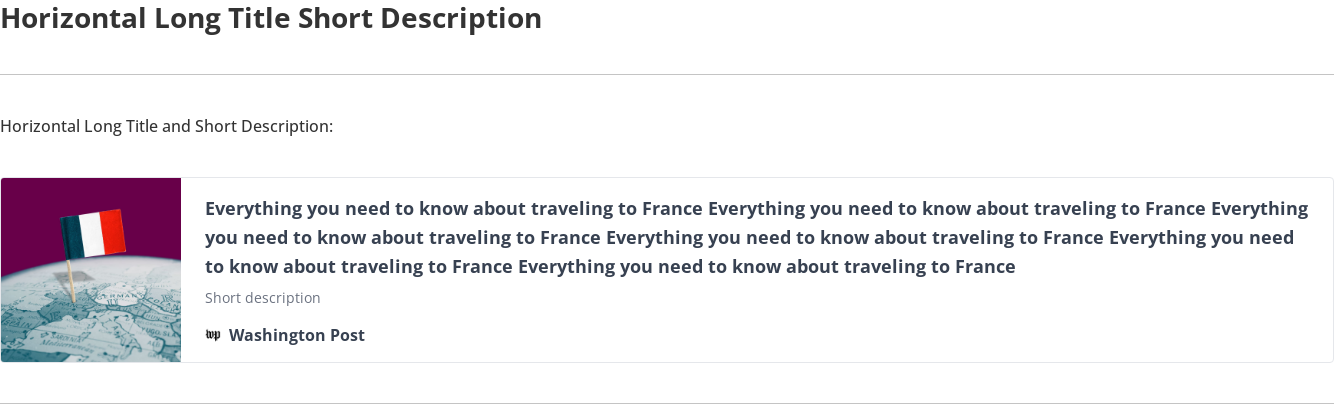 Horizontal Long Title Short Description
Horizontal Long Title and Short Description:
Everything you need to know about traveling to France Everything you need to know about traveling to France Everything
you need to know about traveling to France Everything you need to know about traveling to France Everything you need
to know about traveling to France Everything you need to know about traveling to France
Short description
wp Washington Post